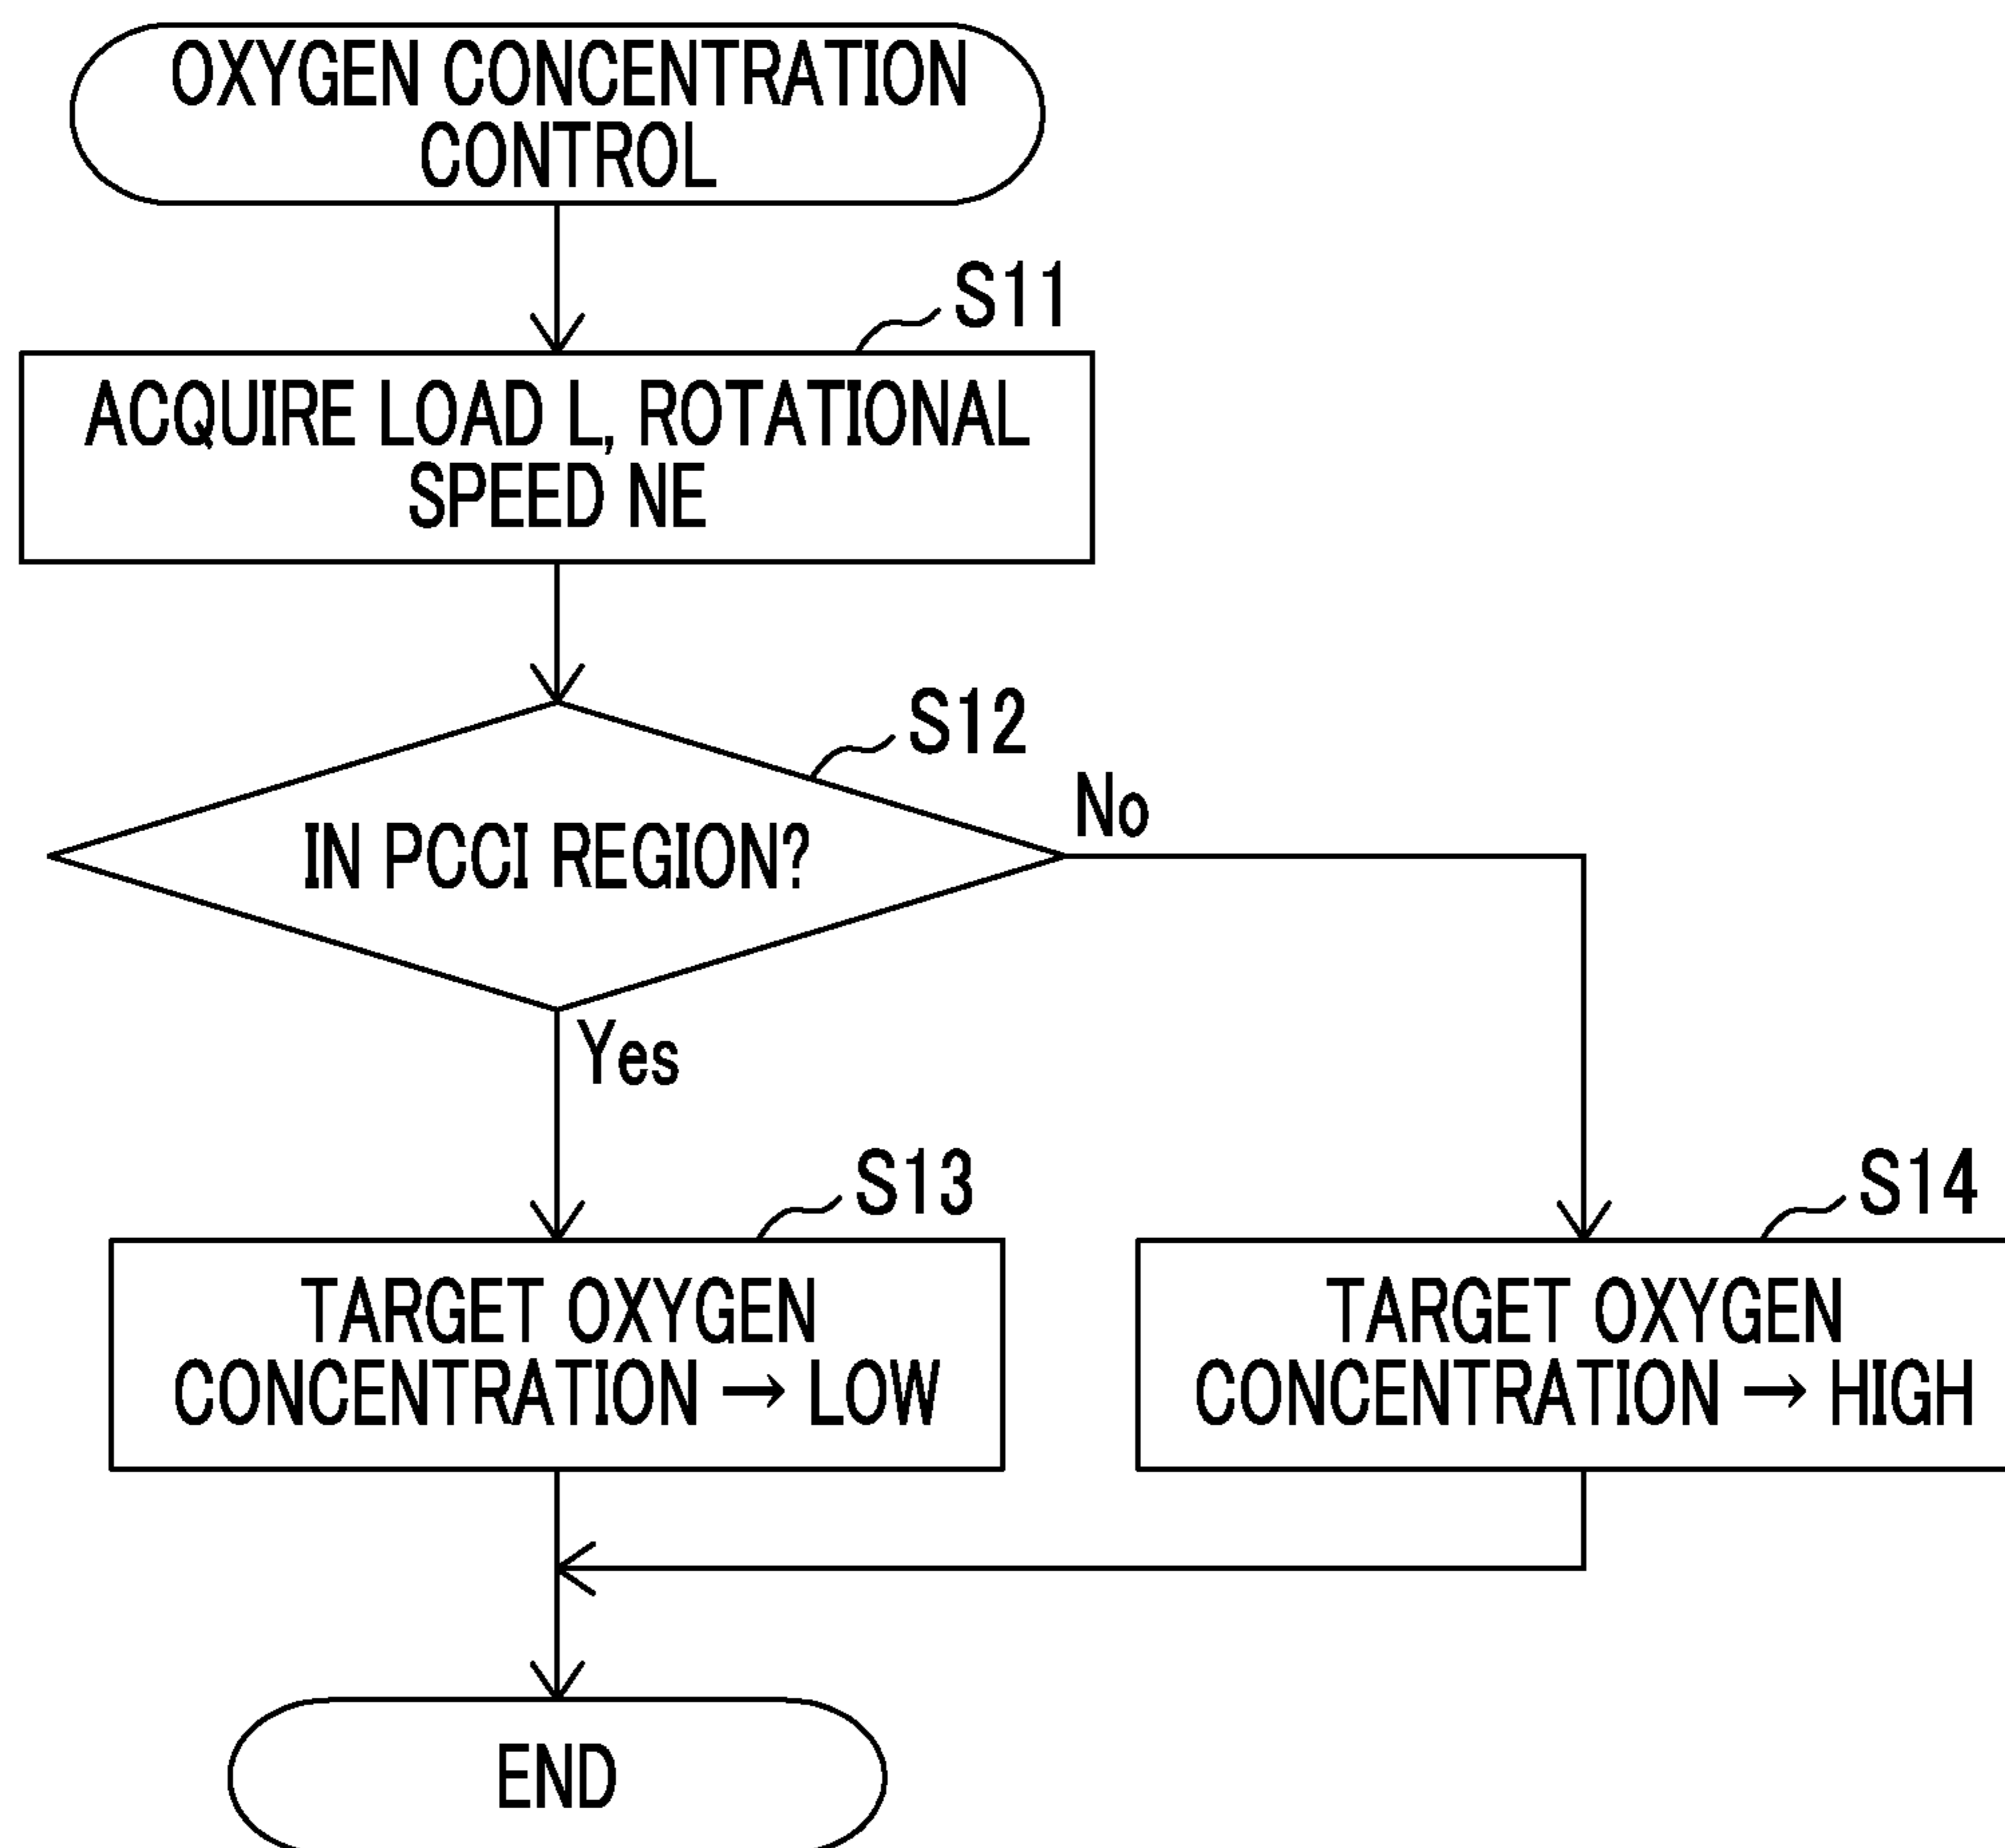 OXYGEN CONCENTRATION
CONTROL
S11
ACQUIRE LOAD L, ROTATIONAL
SPEED NE
S12
IN PCCI REGION?
No
Yes
S13
TARGET OXYGEN
CONCENTRATION → LOW
S14
TARGET OXYGEN
CONCENTRATION → HIGH
END